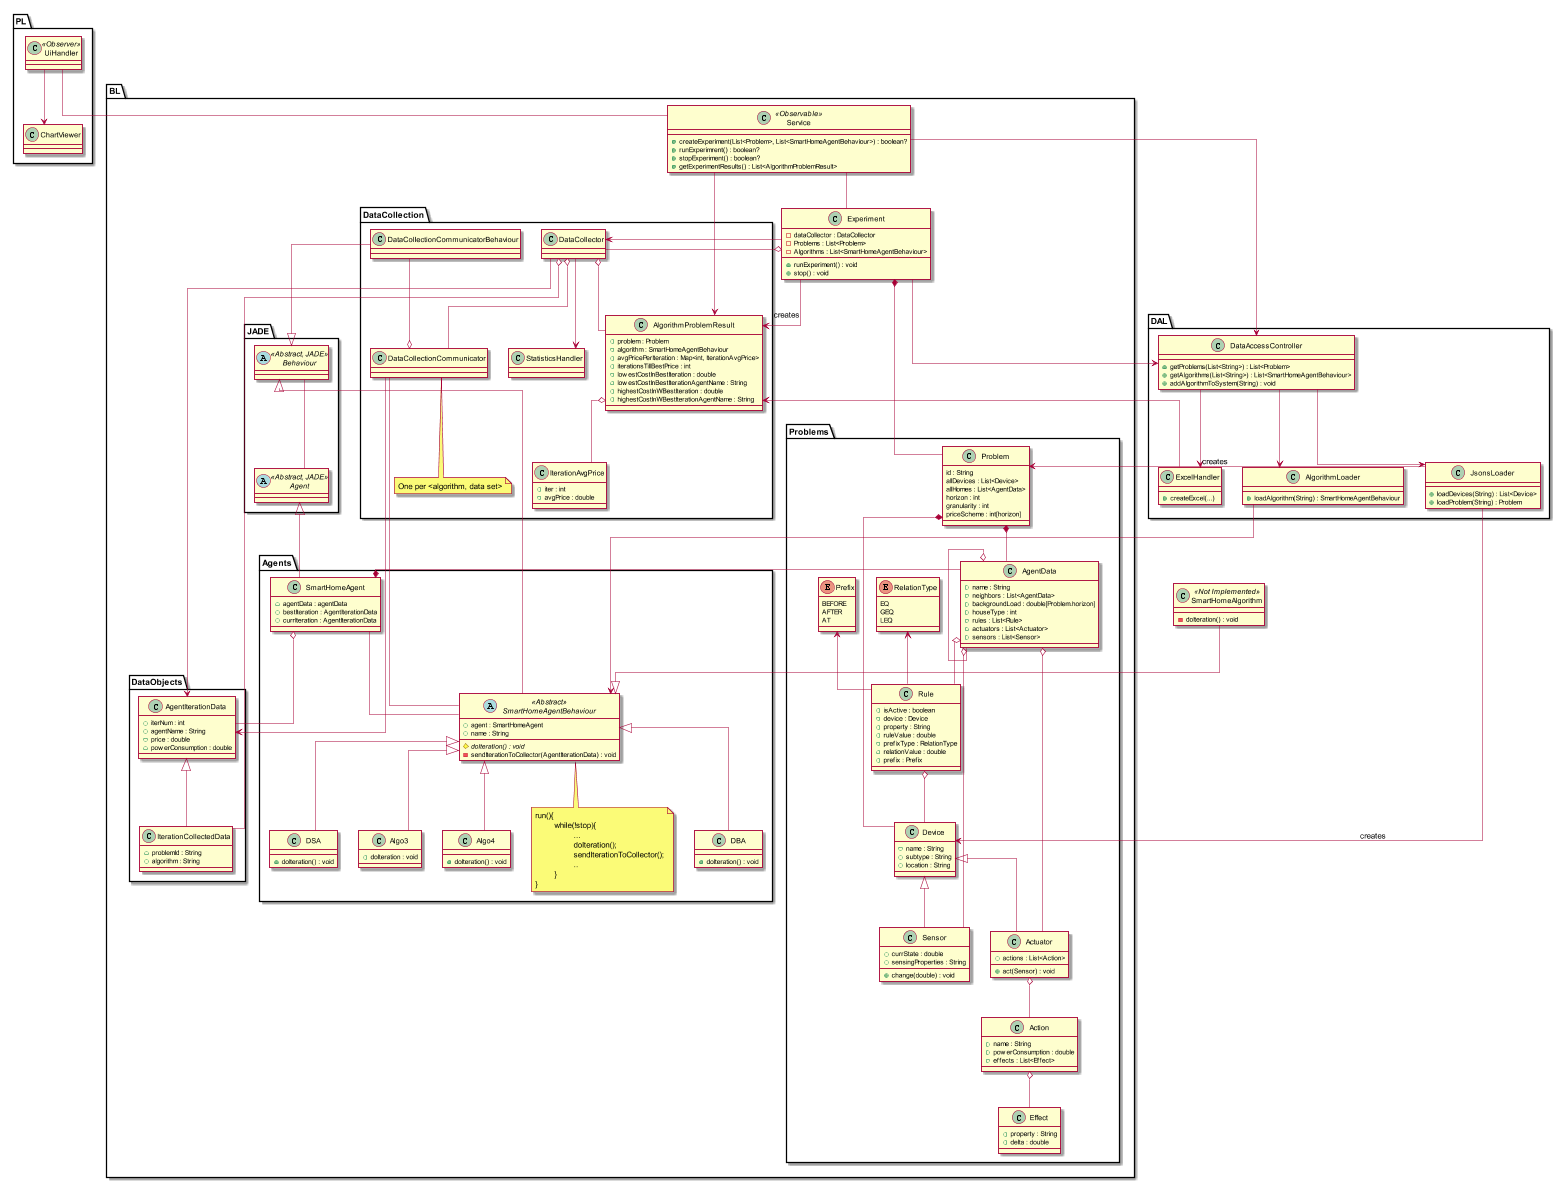 PL
C «Observer»
UiHandler
C ChartViewer
BL
C «Observable»
Service
createExperiment(List<Problem>, List<SmartHomeAgentBehaviour>) : boolean?
runExperimrent() : boolean?
stopExperiment() : boolean?
getExperimentResults() : List<AlgorithmProblemResult>
C Experiment
dataCollector : DataCollector
Problems : List<Problem>
Algorithms : List<SmartHomeAgentBehaviour>
runExperiment() : void
stop() : void
DataCollection
C DataCollectionCommunicatorBehaviour
C DataCollector
creates
C AlgorithmProblemResult
problem : Problem
algorithm : SmartHomeAgentBehaviour
avgPricePerIteration : Map<int, IterationAvgPrice>
iterationsTillBestPrice : int
lowestCostInBestIteration : double
lowestCostInBestIterationAgentName : String
highestCostInWBestIteration : double
highestCostInWBestIterationAgentName : String
C DataCollectionCommunicator
C StatisticsHandler
One per <algorithm, data set>
C IterationAvgPrice
iter : int
avgPrice : double
JADE
A «Abstract, JADE»
Behaviour
A «Abstract, JADE»
Agent
DAL
C DataAccessController
getProblems(List<String>) : List<Problem>
getAlgorithms(List<String>) : List<SmartHomeAgentBehaviour>
addAlgorithmToSystem(String) : void
creates
C ExcelHandler
createExcel(...)
C AlgorithmLoader
loadAlgorithm(String) : SmartHomeAgentBehaviour
C JsonsLoader
loadDevices(String) : List<Device>
loadProblem(String) : Problem
Problems
C Problem
id : String
allDevices : List<Device>
allHomes : List<AgentData>
horizon : int
granularity : int
priceScheme : int[horizon]
E Prefix
BEFORE
AFTER
AT
E RelationType
EQ
GEQ
LEQ
C AgentData
name : String
neighbors : List<AgentData>
backgroundLoad : double[Problem.horizon]
houseType : int
rules : List<Rule>
actuators : List<Actuator>
sensors : List<Sensor>
C «Not Implemented»
SmartHomeAlgorithm
doIteration() : void
Agents
C SmartHomeAgent
agentData : agentData
bestIteration : AgentIterationData
currIteration : AgentIterationData
DataObjects
C AgentIterationData
iterNum : int
agentName : String
price : double
powerConsumption : double
A «Abstract»
SmartHomeAgentBehaviour
agent : SmartHomeAgent
name : String
doIteration() : void
sendIterationToCollector(AgentIterationData) : void
C Rule
isActive : boolean
device : Device
property : String
ruleValue : double
prefixType : RelationType
relationValue : double
prefix : Prefix
C IterationCollectedData
problemId : String
algorithm : String
C DSA
doIteration() : void
C Algo3
doIteration : void
C Algo4
doIteration() : void
run(){
while(!stop){
...
doIteration();
sendIterationToCollector();
..
}
}
C DBA
doIteration() : void
C Device
name : String
subtype : String
location : String
creates
C Sensor
currState : double
sensingProperties : String
change(double) : void
C Actuator
actions : List<Action>
act(Sensor) : void
C Action
name : String
powerConsumption : double
effects : List<Effect>
C Effect
property : String
delta : double